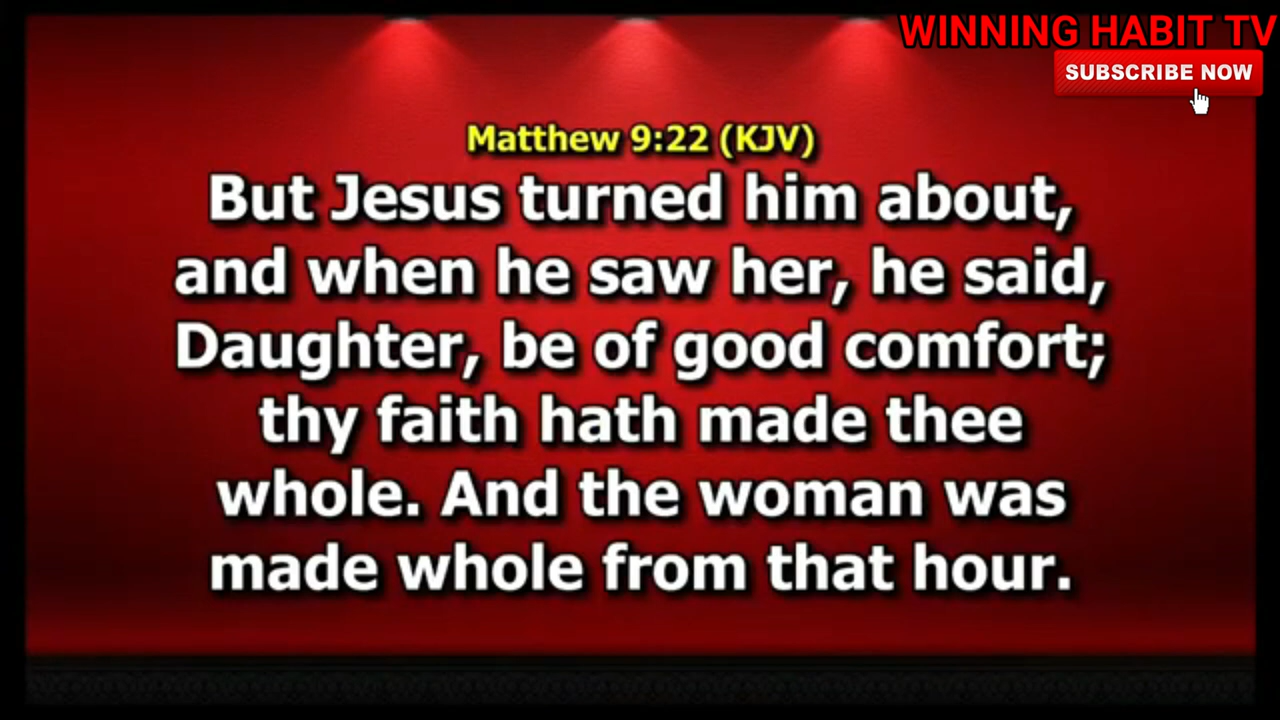 WINNING HABIT TV
SUBSCRIBE NOW
Matthew 9:22 (KJV)
But Jesus turned him about,
and when he saw her, he said,
Daughter, be of good comfort;
thy faith hath made thee
whole. And the woman was
made whole from that hour.